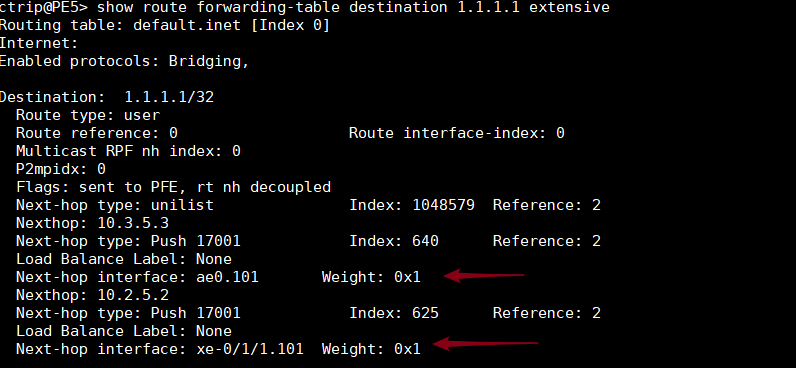 ctrip@PE5> show route forwarding-table destination 1.1.1.1 extensive
Routing table: default.inet [Index 0]
Internet:
Enabled protocols: Bridging,
Destination:  1.1.1.1/32
  Route type: user
  Route reference: 0                   Route interface-index: 0
  Multicast RPF nh index: 0
  P2mpidx: 0
  Flags: sent to PFE, rt nh decoupled
  Next-hop type: unilist               Index: 1048579  Reference: 2
  Nexthop: 10.3.5.3
  Next-hop type: Push 17001            Index: 640      Reference: 2
  Load Balance Label: None
  Next-hop interface: ae0.101       Weight: 0x1
  Nexthop: 10.2.5.2
  Next-hop type: Push 17001            Index: 625      Reference: 2
  Load Balance Label: None
  Next-hop interface: xe-0/1/1.101  Weight: 0x1